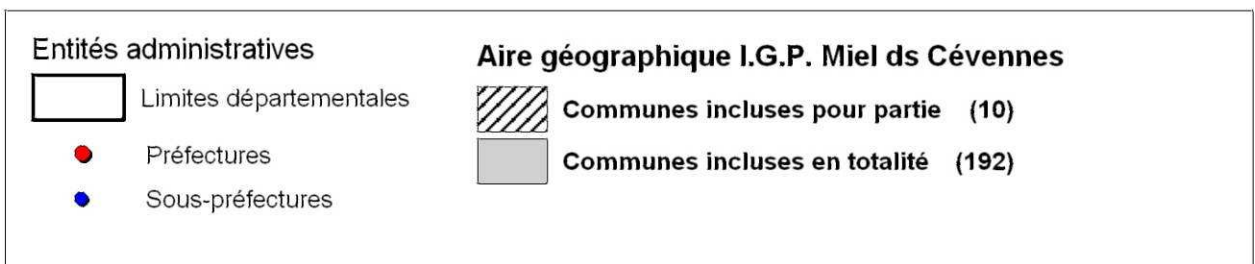 Entités administratives
Limites départementales
Préfectures
Sous-préfectures
Aire géographique I.G.P. Miel ds Cévennes
Communes incluses pour partie (10)
Communes incluses en totalité (192)